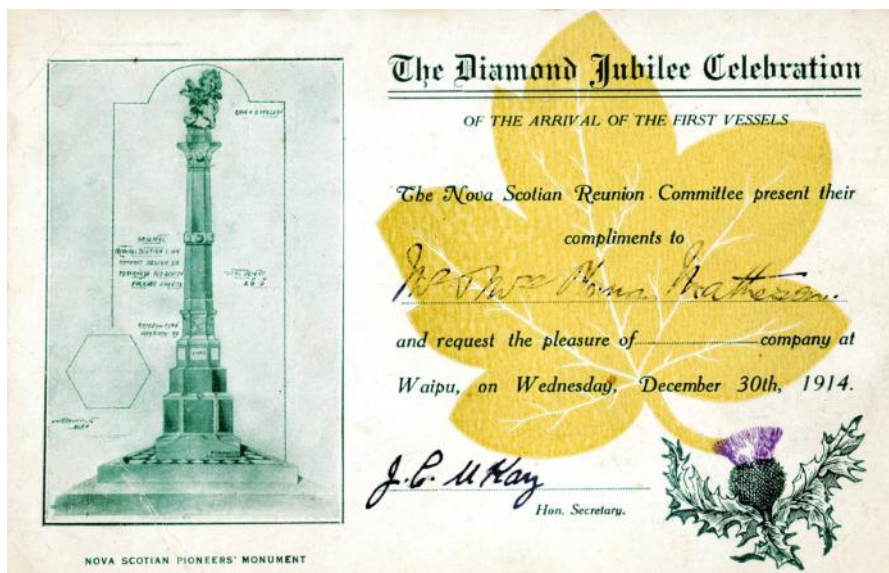 The Diamond Jubilee Celebration
OF THE ARRIVAL OF THE FIRST VESSELS
The Nova Scotian Reunion Committee present their
compliments to
Mr & Mrs Matheson.
and request the pleasure of company at
Waipu, on Wednesday, December 30th, 1914.
J. C. McKay
Hon. Secretary.
NOVA SCOTIAN PIONEERS' MONUMENT